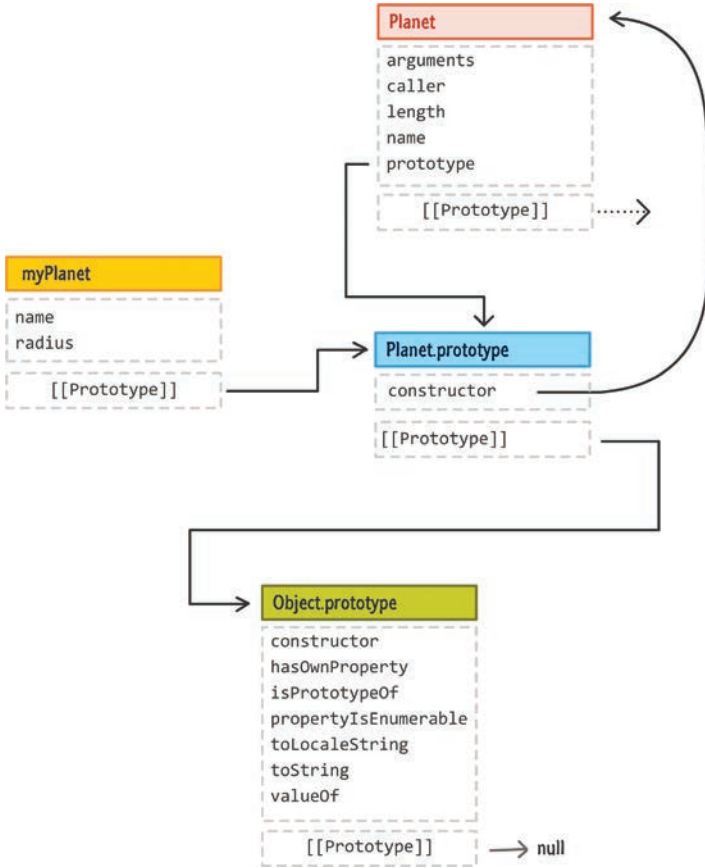 Planet
arguments
caller
length
name
prototype
[[Prototype]]
myPlanet
name
radius
[[Prototype]]
Planet.prototype
constructor
[[Prototype]]
Object.prototype
constructor
hasOwnProperty
isPrototypeOf
propertyIsEnumerable
toLocaleString
toString
valueOf
[[Prototype]]
null